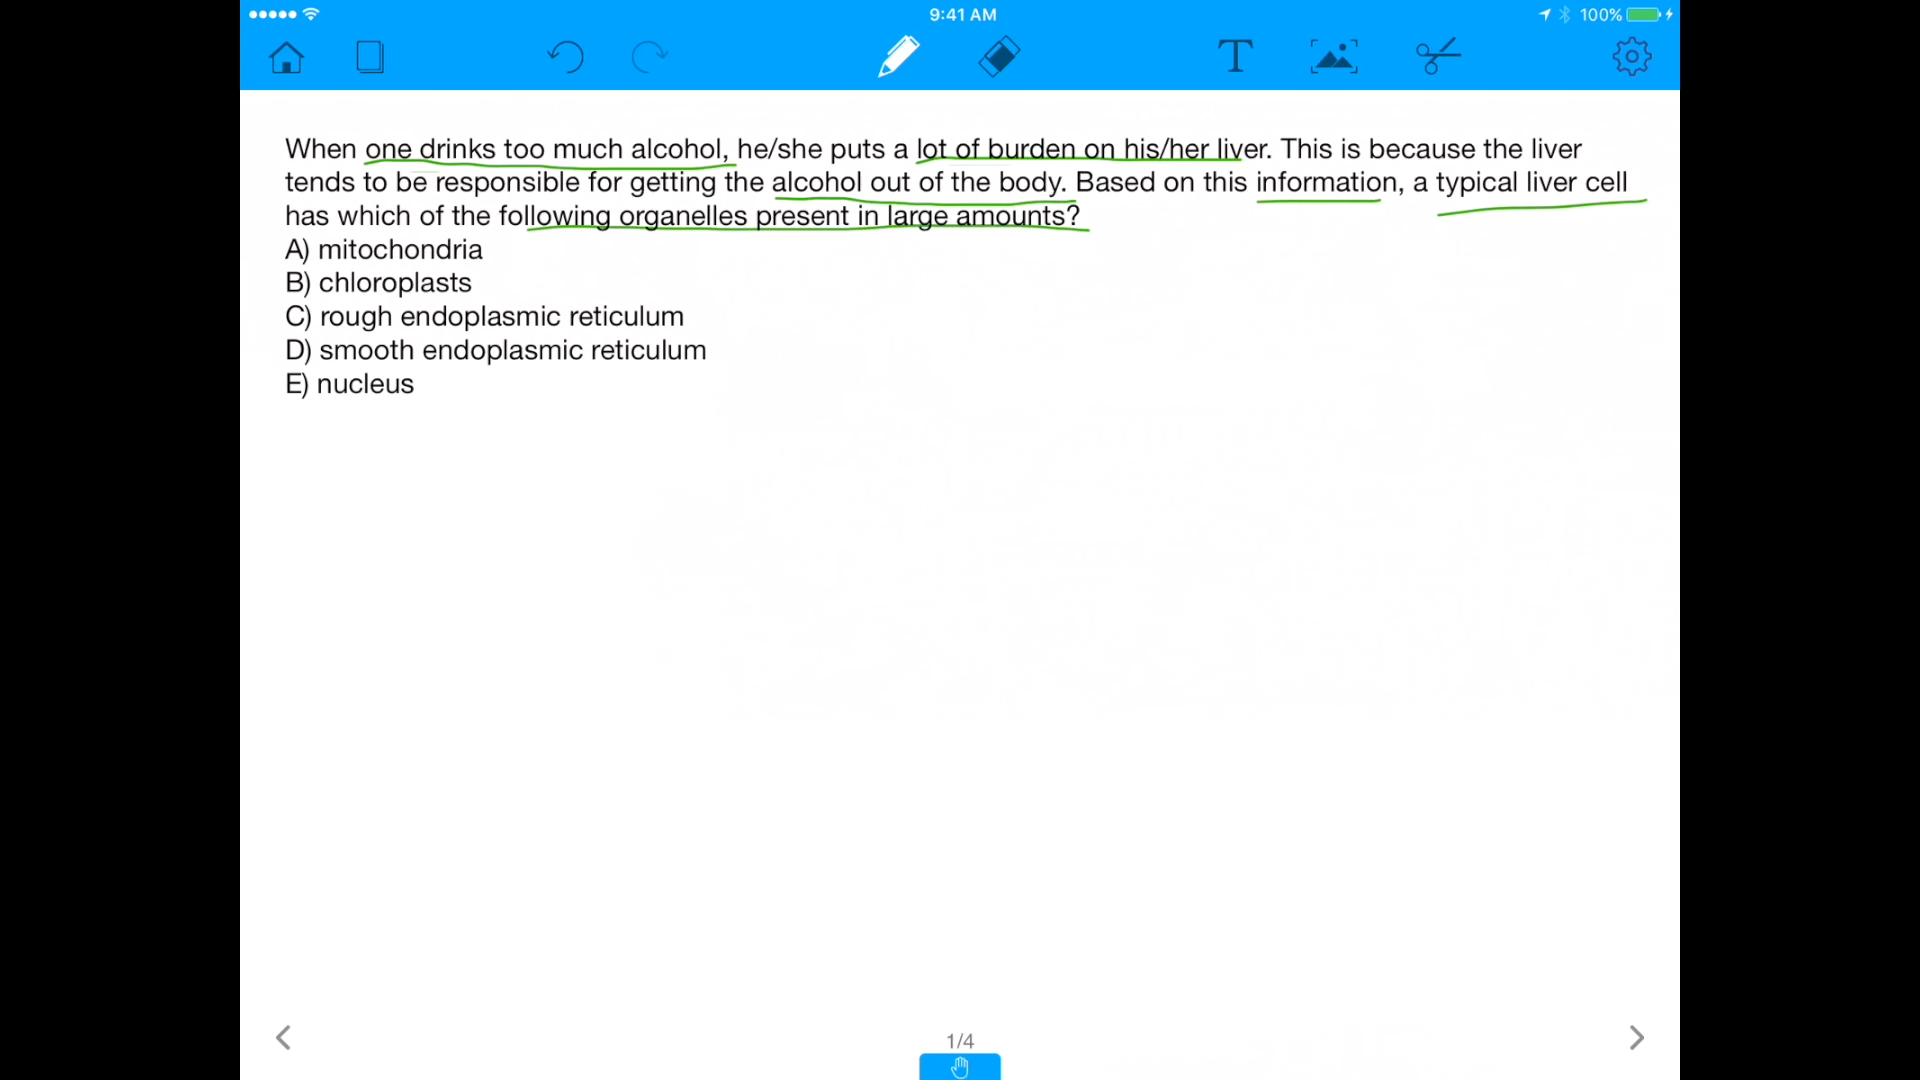 9:41 AM
100%
T
When one drinks too much alcohol, he/she puts a lot of burden on his/her liver. This is because the liver
tends to be responsible for getting the alcohol out of the body. Based on this information, a typical liver cell
has which of the following organelles present in large amounts?
A) mitochondria
B) chloroplasts
C) rough endoplasmic reticulum
D) smooth endoplasmic reticulum
E) nucleus
1/4